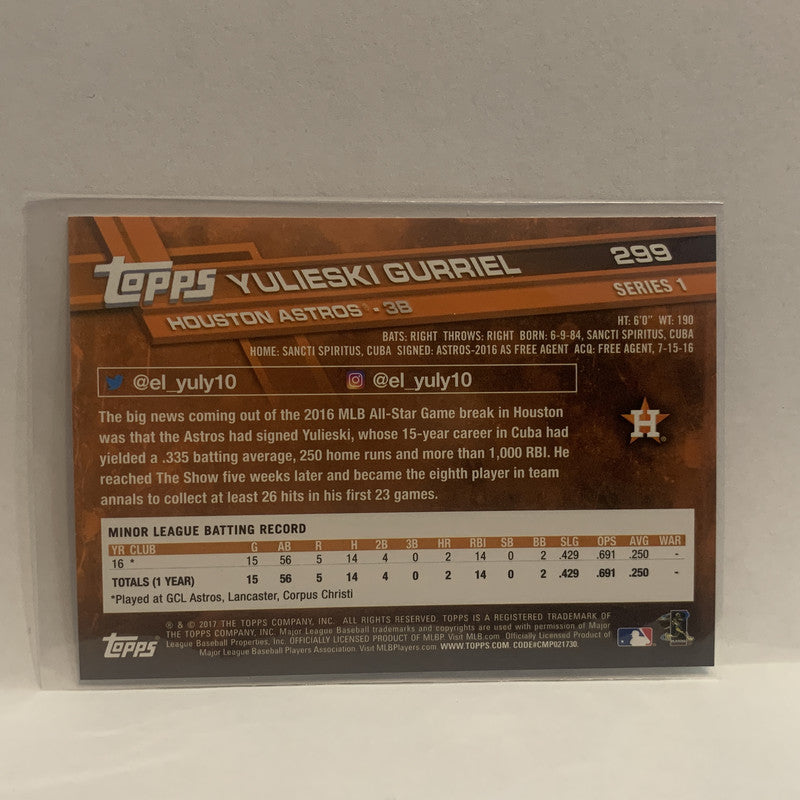 TOPPS YULIESKI GURRIEL 299
HOUSTON ASTROS® • 3B SERIES 1
HT: 6'0" WT: 190
BATS: RIGHT THROWS: RIGHT BORN: 6-9-84, SANCTI SPIRITUS, CUBA
HOME: SANCTI SPIRITUS, CUBA SIGNED: ASTROS-2016 AS FREE AGENT ACQ: FREE AGENT, 7-15-16
@el_yuly10 @el_yuly10
The big news coming out of the 2016 MLB All-Star Game break in Houston
was that the Astros had signed Yulieski, whose 15-year career in Cuba had
yielded a .335 batting average, 250 home runs and more than 1,000 RBI. He
reached The Show five weeks later and became the eighth player in team
annals to collect at least 26 hits in his first 23 games.
H
MINOR LEAGUE BATTING RECORD
YR CLUB G AB R H 2B 3B HR RBI SB BB SLG OPS AVG WAR
16 * 15 56 5 14 4 0 2 14 0 2 .429 .691 .250 -
TOTALS (1 YEAR) 15 56 5 14 4 0 2 14 0 2 .429 .691 .250 -
*Played at GCL Astros, Lancaster, Corpus Christi
TOPPS
® & © 2017 THE TOPPS COMPANY, INC. ALL RIGHTS RESERVED. TOPPS IS A REGISTERED TRADEMARK OF
THE TOPPS COMPANY, INC. Major League Baseball trademarks and copyrights are used with permission of Major
League Baseball Properties, Inc. OFFICIALLY LICENSED PRODUCT OF MLBP. Visit MLB.com. Officially Licensed Product of
Major League Baseball Players Association. Visit MLBPlayers.com WWW.TOPPS.COM. CODE#CMP021730.